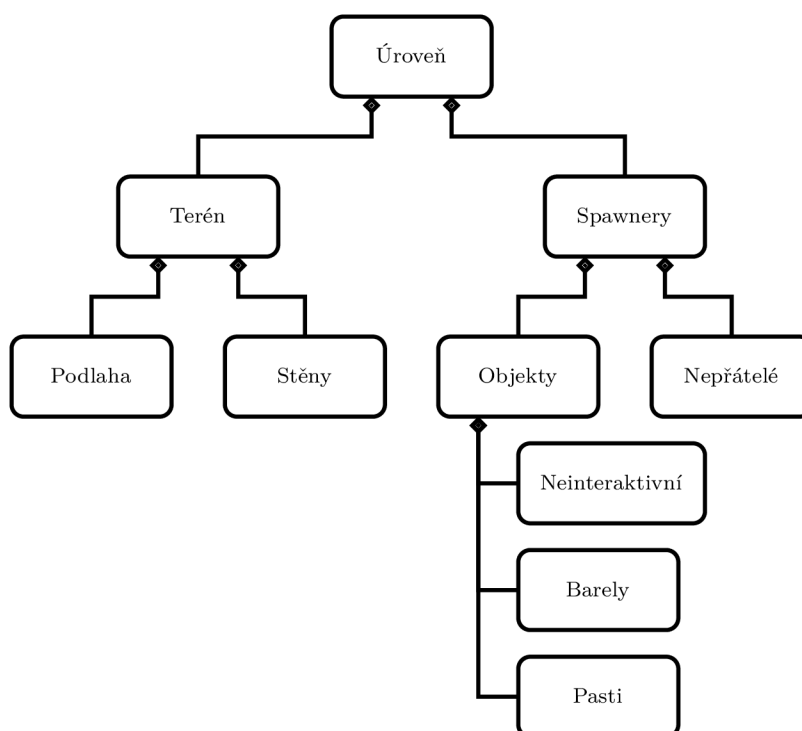 Úroveň
Terén
Spawnery
Podlaha
Stěny
Objekty
Nepřátelé
Neinteraktivní
Barely
Pasti